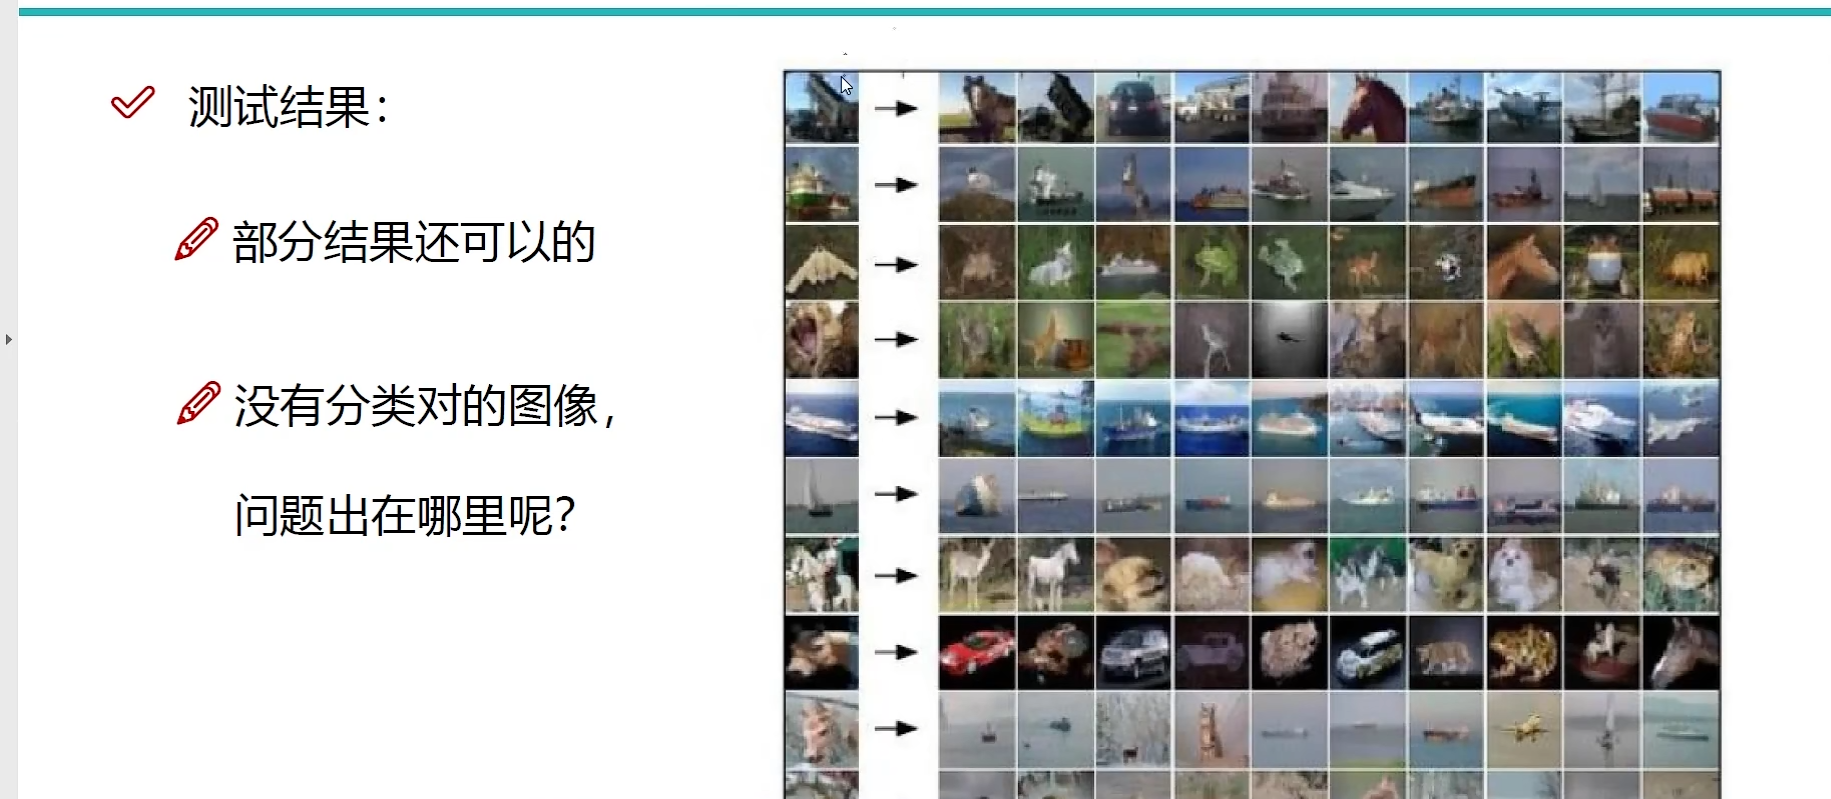 测试结果：
部分结果还可以的
没有分类对的图像，
问题出在哪里呢？